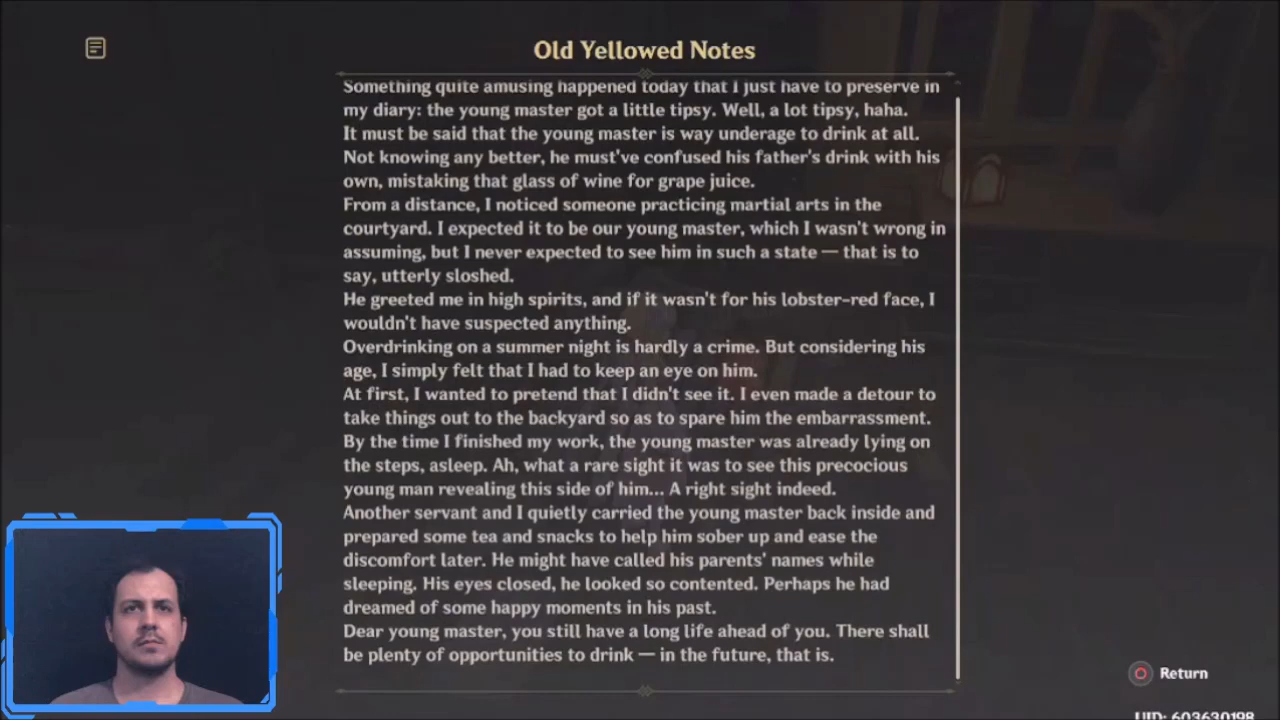 Old Yellowed Notes
Something quite amusing happened today that I just have to preserve in
my diary: the young master got a little tipsy. Well, a lot tipsy, haha.
It must be said that the young master is way underage to drink at all.
Not knowing any better, he must've confused his father's drink with his
own, mistaking that glass of wine for grape juice.
From a distance, I noticed someone practicing martial arts in the
courtyard. I expected it to be our young master, which I wasn't wrong in
assuming, but I never expected to see him in such a state — that is to
say, utterly sloshed.
He greeted me in high spirits, and if it wasn't for his lobster-red face, I
wouldn't have suspected anything.
Overdrinking on a summer night is hardly a crime. But considering his
age, I simply felt that I had to keep an eye on him.
At first, I wanted to pretend that I didn't see it. I even made a detour to
take things out to the backyard so as to spare him the embarrassment.
By the time I finished my work, the young master was already lying on
the steps, asleep. Ah, what a rare sight it was to see this precocious
young man revealing this side of him... A right sight indeed.
Another servant and I quietly carried the young master back inside and
prepared some tea and snacks to help him sober up and ease the
discomfort later. He might have called his parents' names while
sleeping. His eyes closed, he looked so contented. Perhaps he had
dreamed of some happy moments in his past.
Dear young master, you still have a long life ahead of you. There shall
be plenty of opportunities to drink — in the future, that is.
Return
UID: 603630198